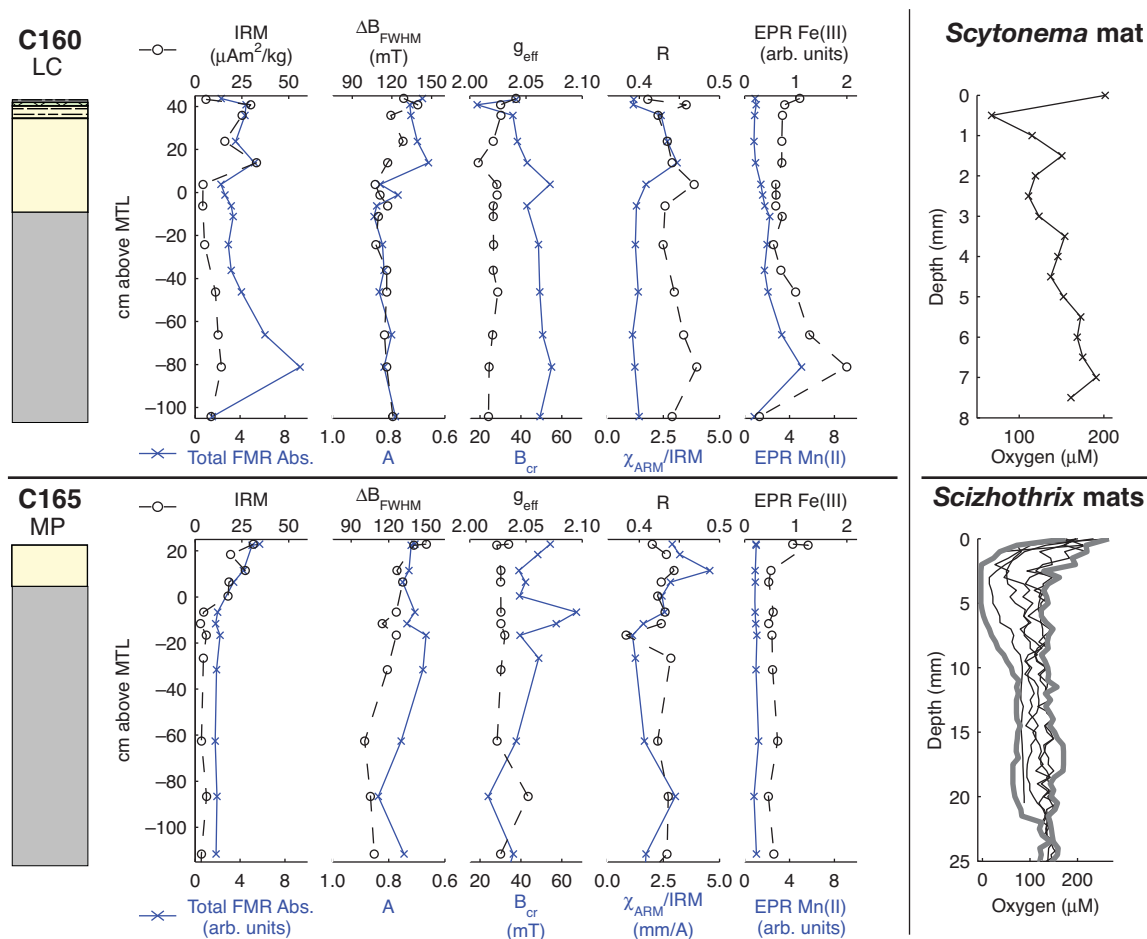 C160
LC
IRM
(μAm²/kg)
ΔB_FWHM
(mT)
g_eff
R
EPR Fe(III)
(arb. units)
0 25 50
90 120 150
2.00 2.05 2.10
0.4 0.5
0 1 2
cm above MTL
40
20
0
−20
−40
−60
−80
−100
0 4 8
1.0 0.8 0.6
20 40 60
0.0 2.5 5.0
0 4 8
Total FMR Abs.
A
B_cr
χ_ARM/IRM
EPR Mn(II)
Scytonema mat
Depth (mm)
0
1
2
3
4
5
6
7
8
100 200
Oxygen (μM)
C165
MP
IRM
ΔB_FWHM
g_eff
R
EPR Fe(III)
0 25 50
90 120 150
2.00 2.05 2.10
0.4 0.5
0 1 2
cm above MTL
20
0
−20
−40
−60
−80
−100
0 4 8
1.0 0.8 0.6
20 40 60
0.0 2.5 5.0
0 4 8
Total FMR Abs.
(arb. units)
A
B_cr
(mT)
χ_ARM/IRM
(mm/A)
EPR Mn(II)
(arb. units)
Scizhothrix mats
Depth (mm)
0
5
10
15
20
25
0 100 200
Oxygen (μM)